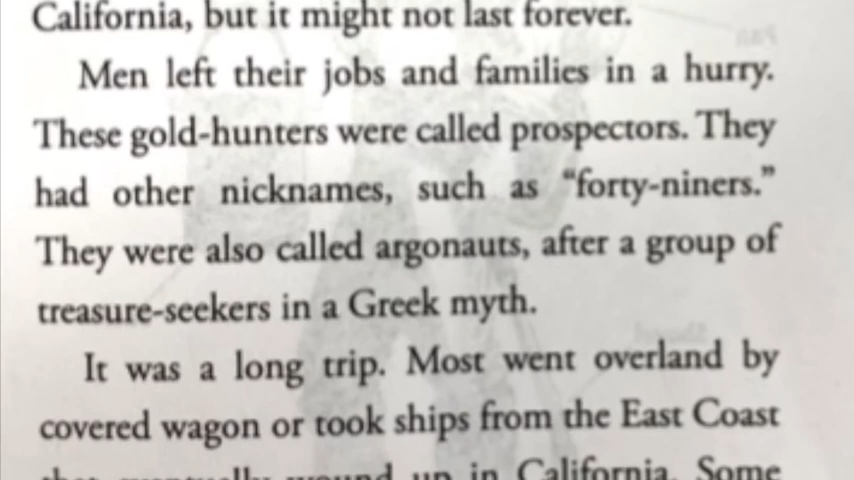 California, but it might not last forever.
Men left their jobs and families in a hurry.
These gold-hunters were called prospectors. They
had other nicknames, such as “forty-niners.”
They were also called argonauts, after a group of
treasure-seekers in a Greek myth.
It was a long trip. Most went overland by
covered wagon or took ships from the East Coast
that eventually wound up in California. Some